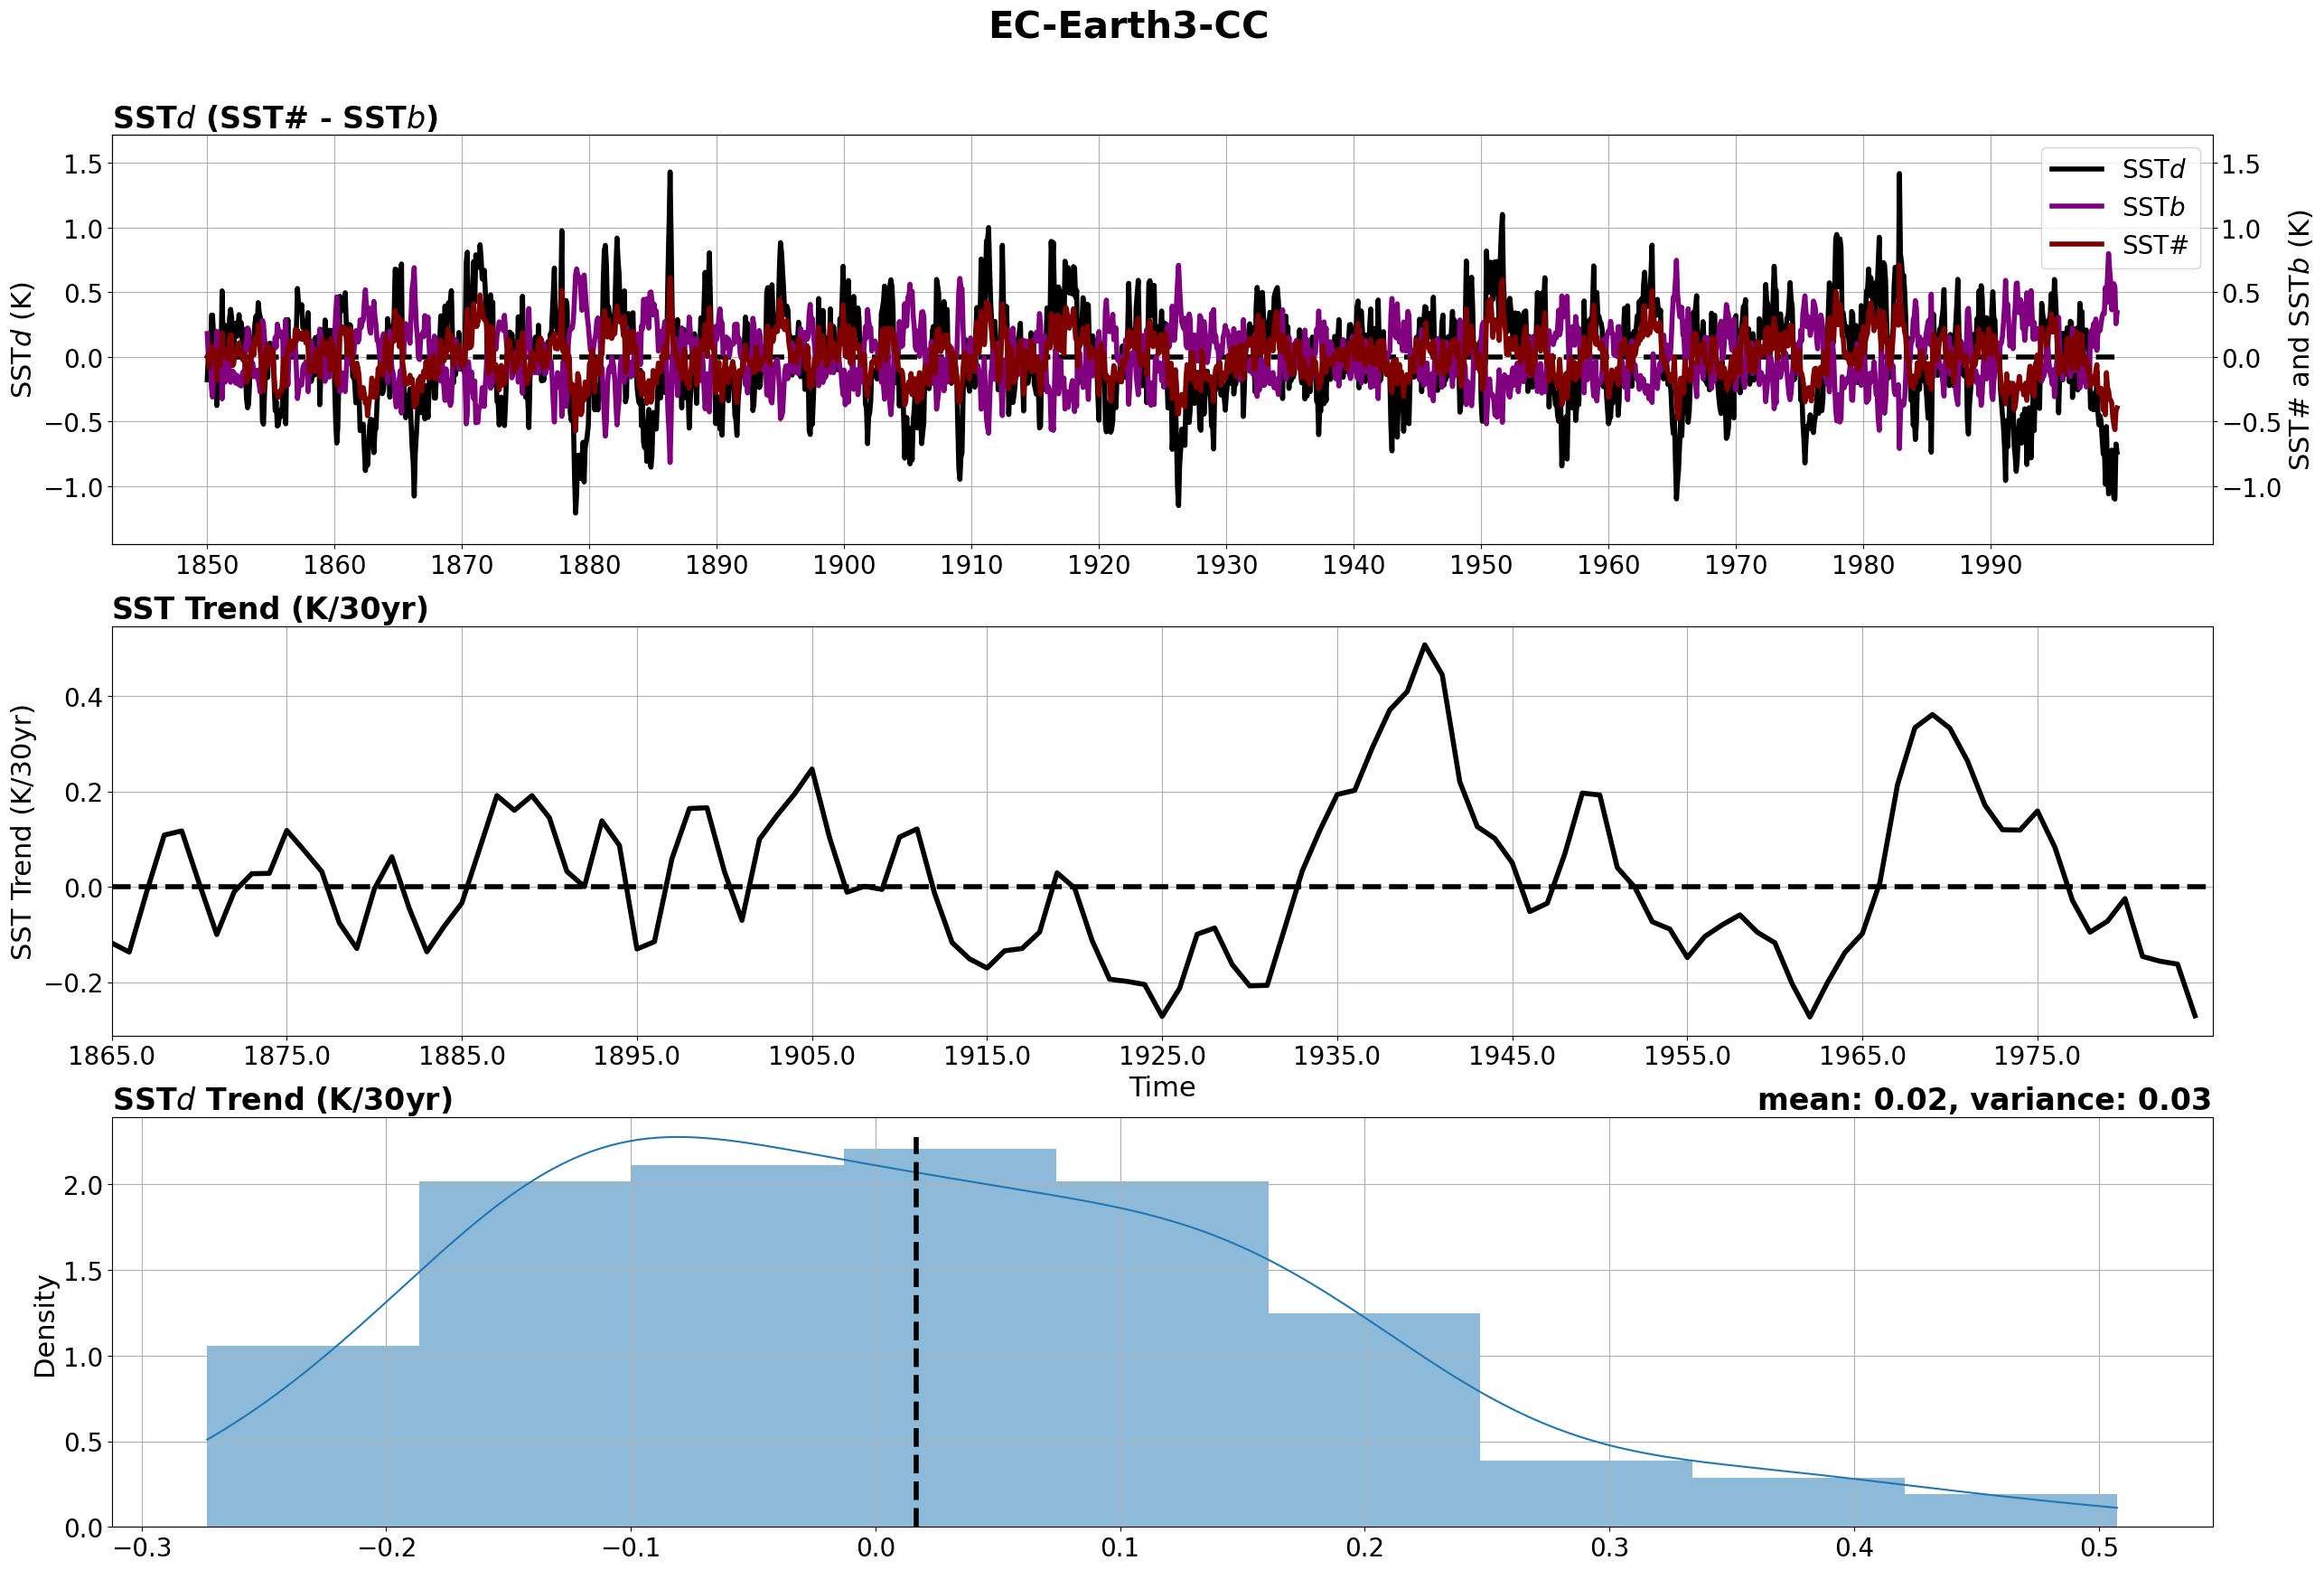 EC-Earth3-CC
SSTd (SST# - SSTb)
SSTd (K)
1.5
1.0
0.5
0.0
−0.5
−1.0
SSTd
SSTb
SST#
1.5
1.0
0.5
0.0
−0.5
−1.0
SST# and SSTb (K)
1850 1860 1870 1880 1890 1900 1910 1920 1930 1940 1950 1960 1970 1980 1990
SST Trend (K/30yr)
SST Trend (K/30yr)
0.4
0.2
0.0
−0.2
1865.0 1875.0 1885.0 1895.0 1905.0 1915.0 1925.0 1935.0 1945.0 1955.0 1965.0 1975.0
Time
SSTd Trend (K/30yr) mean: 0.02, variance: 0.03
Density
2.0
1.5
1.0
0.5
0.0
−0.3 −0.2 −0.1 0.0 0.1 0.2 0.3 0.4 0.5